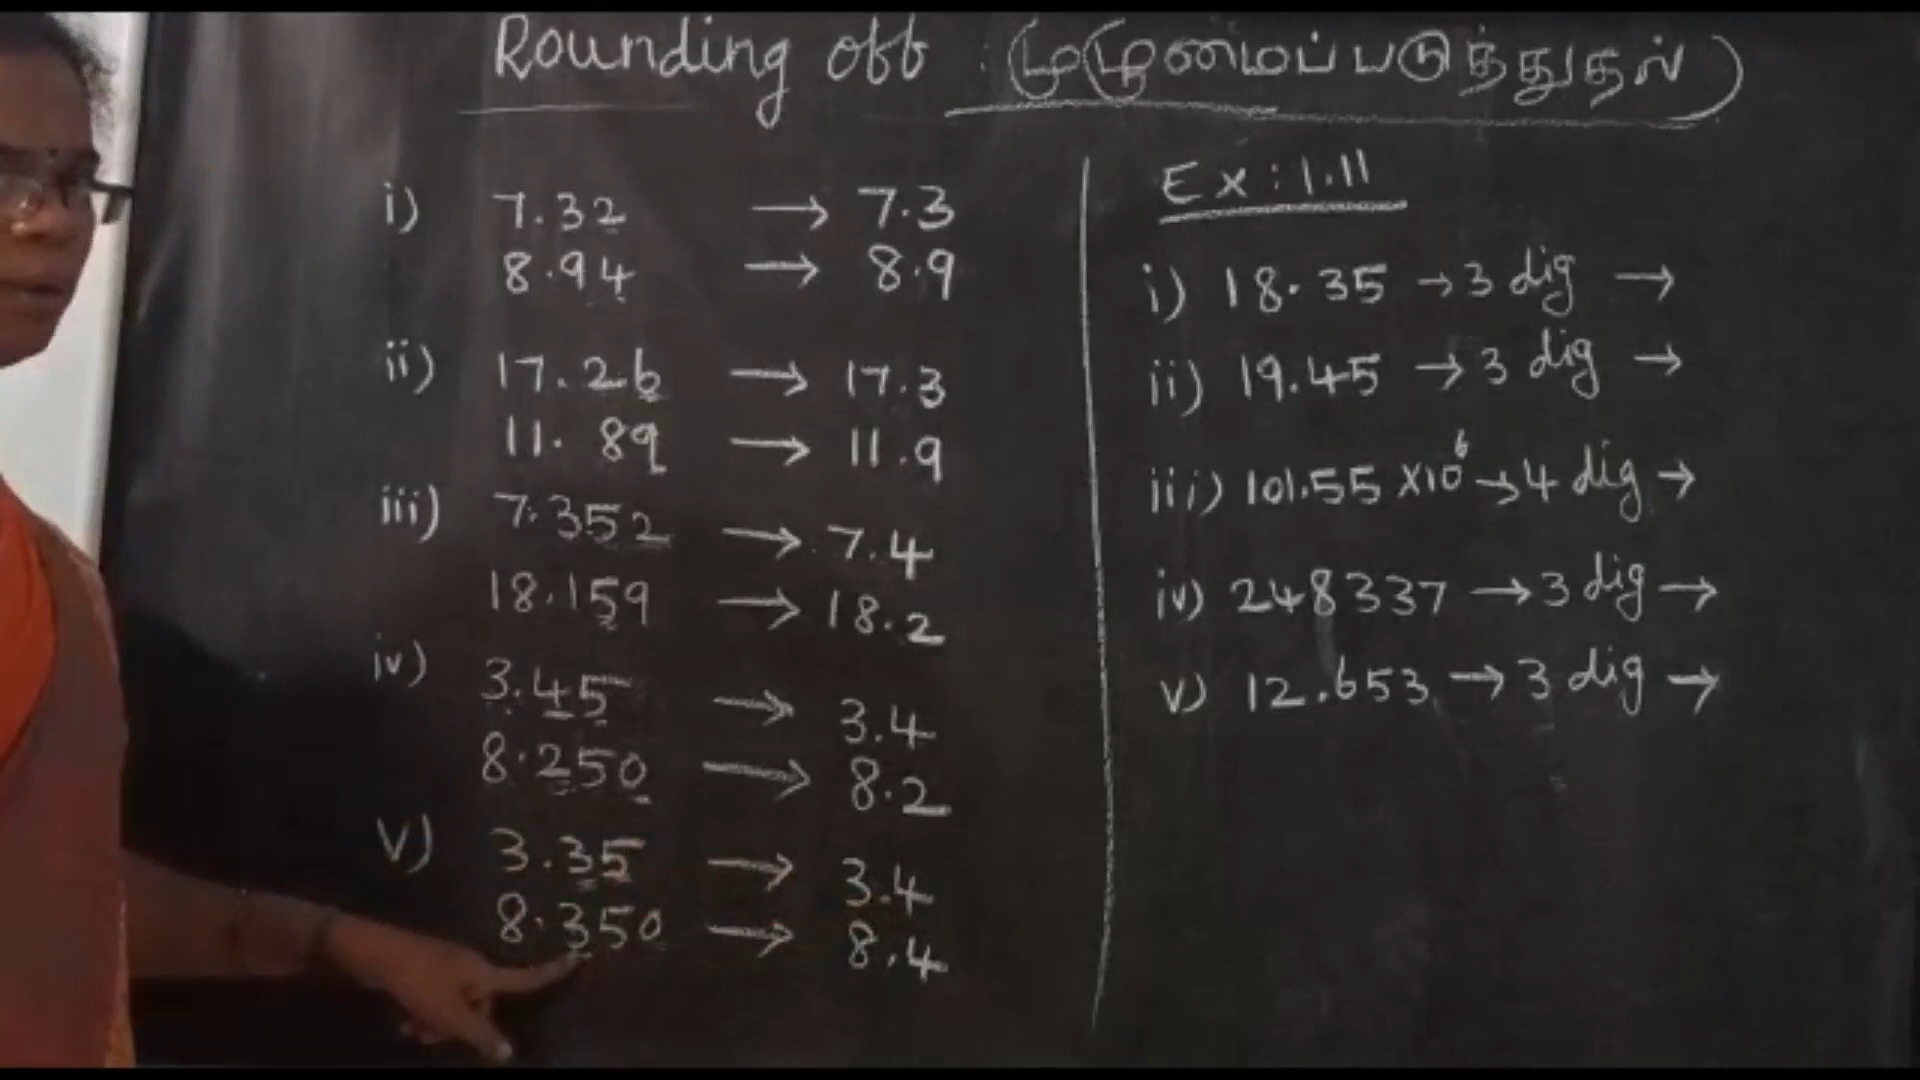 Rounding off (முழுமைப்படுத்துதல்)
i) 7.32 → 7.3
8.94 → 8.9
ii) 17.26 → 17.3
11.89 → 11.9
iii) 7.352 → 7.4
18.159 → 18.2
iv) 3.45 → 3.4
8.250 → 8.2
v) 3.35 → 3.4
8.350 → 8.4
Ex : 1.11
i) 18.35 → 3 dig →
ii) 19.45 → 3 dig →
iii) 101.55 x10⁶ → 4 dig →
iv) 248337 → 3 dig →
v) 12.653 → 3 dig →